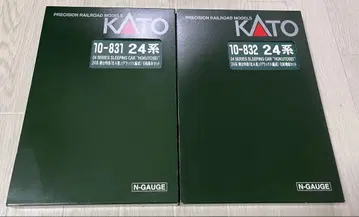 PRECISION RAILROAD MODELS
KATO
10-831 24系
24 SERIES SLEEPING CAR "HOKUTOSEI"
N-GAUGE
PRECISION RAILROAD MODELS
KATO
10-832 24系
24 SERIES SLEEPING CAR "HOKUTOSEI"
N-GAUGE